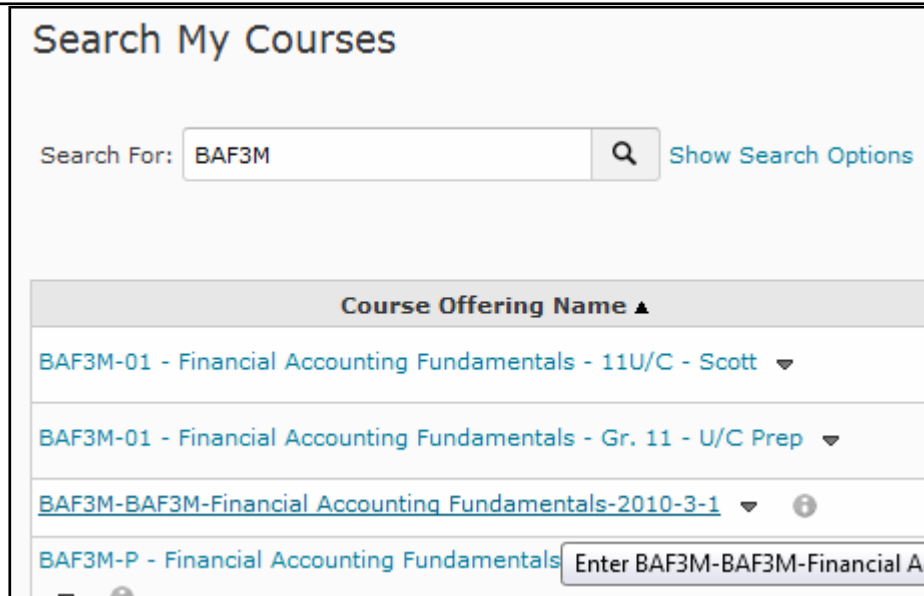 Search My Courses
Search For: BAF3M Show Search Options
Course Offering Name
BAF3M-01 - Financial Accounting Fundamentals - 11U/C - Scott
BAF3M-01 - Financial Accounting Fundamentals - Gr. 11 - U/C Prep
BAF3M-BAF3M-Financial Accounting Fundamentals-2010-3-1
BAF3M-P - Financial Accounting Fundamentals
Enter BAF3M-BAF3M-Financial A